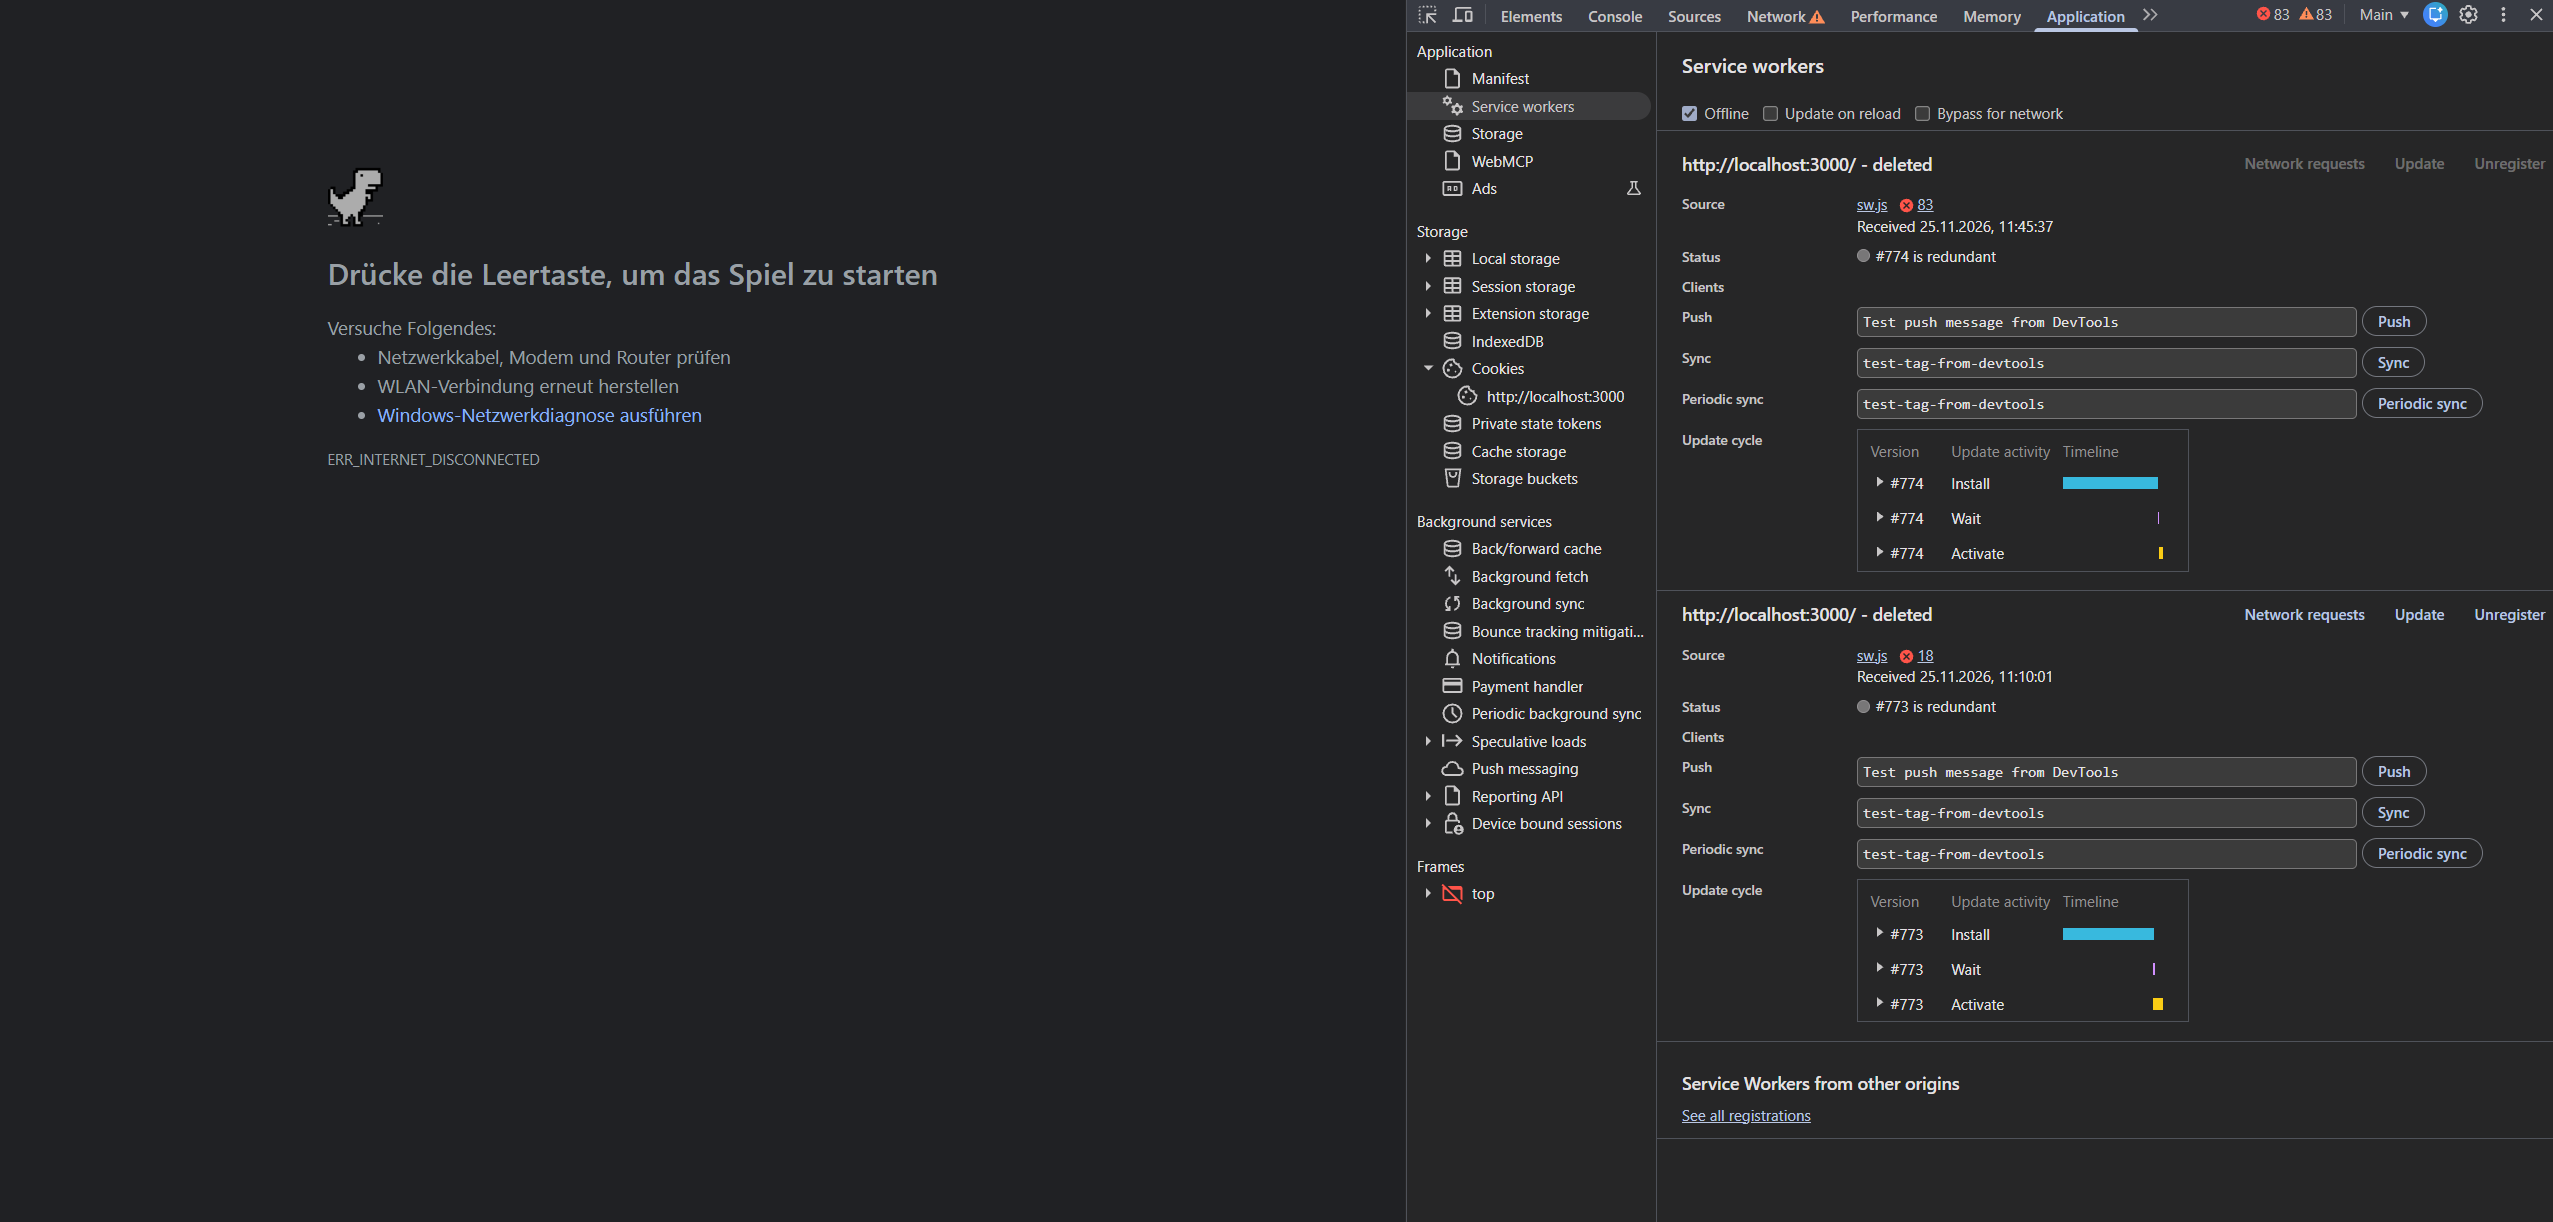 Drücke die Leertaste, um das Spiel zu starten
Versuche Folgendes:
Netzwerkkabel, Modem und Router prüfen
WLAN-Verbindung erneut herstellen
Windows-Netzwerkdiagnose ausführen
ERR_INTERNET_DISCONNECTED
Elements Console Sources Network Performance Memory Application 83 83 Main
Application
Manifest
Service workers
Storage
WebMCP
Ads
Storage
Local storage
Session storage
Extension storage
IndexedDB
Cookies
http://localhost:3000
Private state tokens
Cache storage
Storage buckets
Background services
Back/forward cache
Background fetch
Background sync
Bounce tracking mitigati...
Notifications
Payment handler
Periodic background sync
Speculative loads
Push messaging
Reporting API
Device bound sessions
Frames
top
Service workers
Offline Update on reload Bypass for network
http://localhost:3000/ - deleted Network requests Update Unregister
Source sw.js 83
Received 25.11.2026, 11:45:37
Status #774 is redundant
Clients
Push Test push message from DevTools Push
Sync test-tag-from-devtools Sync
Periodic sync test-tag-from-devtools Periodic sync
Update cycle Version Update activity Timeline
#774 Install
#774 Wait
#774 Activate
http://localhost:3000/ - deleted Network requests Update Unregister
Source sw.js 18
Received 25.11.2026, 11:10:01
Status #773 is redundant
Clients
Push Test push message from DevTools Push
Sync test-tag-from-devtools Sync
Periodic sync test-tag-from-devtools Periodic sync
Update cycle Version Update activity Timeline
#773 Install
#773 Wait
#773 Activate
Service Workers from other origins
See all registrations